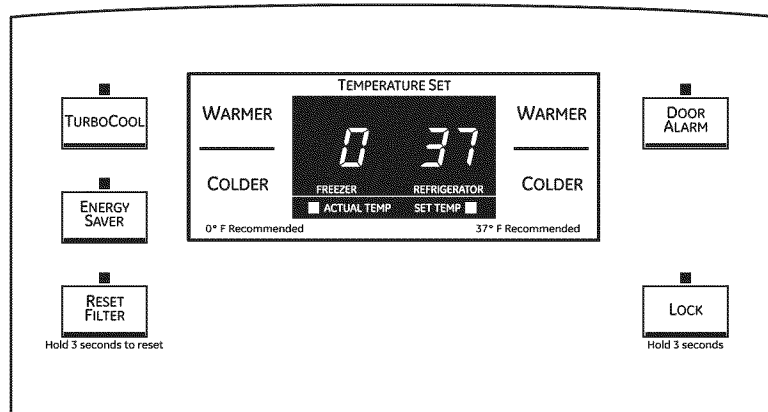 TEMPERATURE SET
TURBOCOOL
WARMER
COLDER
0 37
FREEZER REFRIGERATOR
ACTUAL TEMP SET TEMP
WARMER
COLDER
0° F Recommended
37° F Recommended
DOOR
ALARM
ENERGY
SAVER
RESET
FILTER
Hold 3 seconds to reset
LOCK
Hold 3 seconds